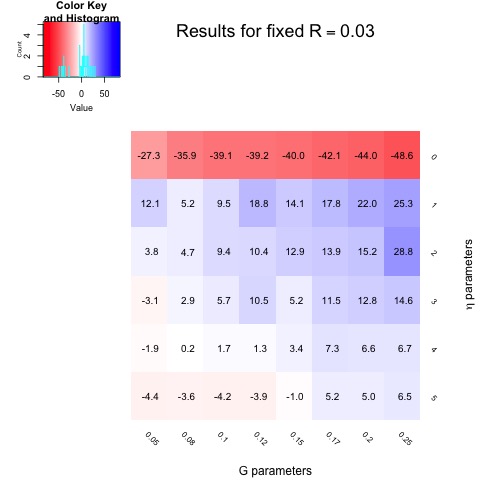 Color Key
and Histogram
Results for fixed R = 0.03
Count
0 2 4
-50 0 50
Value
-27.3 -35.9 -39.1 -39.2 -40.0 -42.1 -44.0 -48.6 0
12.1 5.2 9.5 18.8 14.1 17.8 22.0 25.3 1
3.8 4.7 9.4 10.4 12.9 13.9 15.2 28.8 2
-3.1 2.9 5.7 10.5 5.2 11.5 12.8 14.6 3
-1.9 0.2 1.7 1.3 3.4 7.3 6.6 6.7 4
-4.4 -3.6 -4.2 -3.9 -1.0 5.2 5.0 6.5 5
η parameters
0.05 0.08 0.1 0.12 0.15 0.17 0.2 0.25
G parameters